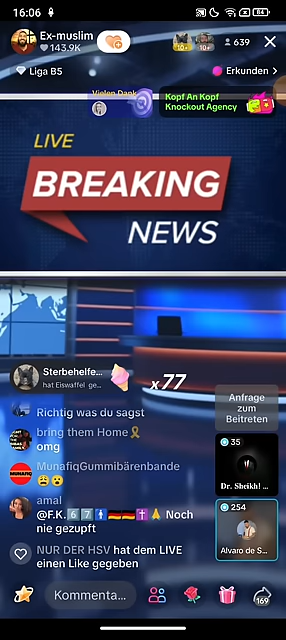 16:06
84
Ex-muslim
143.9K
10+
10+
639
Liga B5
Erkunden >
Vielen Dank
Kopf An Kopf
Knockout Agency
LIVE
BREAKING
NEWS
Sterbehelfe...
hat Eiswaffel ge...
x77
Anfrage
zum
Beitreten
Richtig was du sagst
bring them Home🎗️
omg
35
MunafiqGummibärenbande
😩😮
Dr. Sheikh! ...
amal
@F.K.6️⃣7️⃣🚹🇩🇪🇩🇪✝️🙏 Noch
nie gezupft
254
Alvaro de S...
NUR DER HSV hat dem LIVE
einen Like gegeben
Kommenta...
169